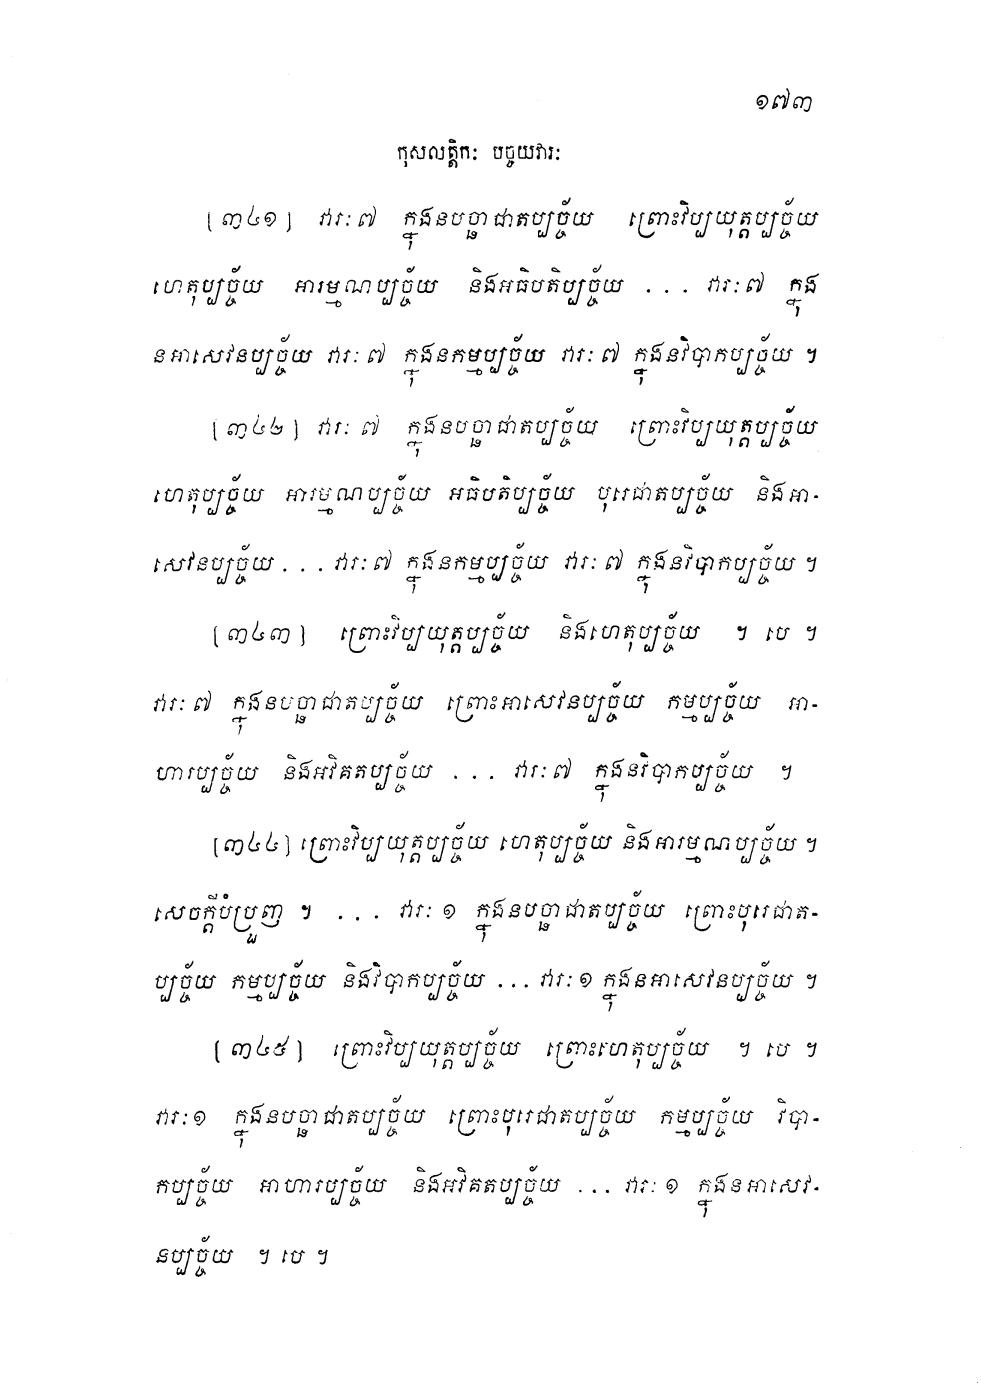 ១៧៣
កុសលត្តិកៈ បច្ចយវារៈ
[៣៤១] វារៈ ៧ ក្នុងនបច្ឆាជាតប្បច្ច័យ ព្រោះវិប្បយុត្តប្បច្ច័យ
ហេតុប្បច្ច័យ អារម្មណប្បច្ច័យ និងអធិបតិប្បច្ច័យ ... វារៈ ៧ ក្នុង
នអាសេវនប្បច្ច័យ វារៈ ៧ ក្នុងនកម្មប្បច្ច័យ វារៈ ៧ ក្នុងនវិបាកប្បច្ច័យ ។
[៣៤២] វារៈ ៧ ក្នុងនបច្ឆាជាតប្បច្ច័យ ព្រោះវិប្បយុត្តប្បច្ច័យ
ហេតុប្បច្ច័យ អារម្មណប្បច្ច័យ អធិបតិប្បច្ច័យ បុរេជាតប្បច្ច័យ និងអា-
សេវនប្បច្ច័យ ... វារៈ ៧ ក្នុងនកម្មប្បច្ច័យ វារៈ ៧ ក្នុងនវិបាកប្បច្ច័យ ។
[៣៤៣] ព្រោះវិប្បយុត្តប្បច្ច័យ និងហេតុប្បច្ច័យ ។ បេ ។
វារៈ ៧ ក្នុងនបច្ឆាជាតប្បច្ច័យ ព្រោះអាសេវនប្បច្ច័យ កម្មប្បច្ច័យ អា-
ហារប្បច្ច័យ និងអវិគតប្បច្ច័យ ... វារៈ ៧ ក្នុងនវិបាកប្បច្ច័យ ។
[៣៤៤] ព្រោះវិប្បយុត្តប្បច្ច័យ ហេតុប្បច្ច័យ និងអារម្មណប្បច្ច័យ ។
សេចក្តីបំប្រួញ ។ ... វារៈ ១ ក្នុងនបច្ឆាជាតប្បច្ច័យ ព្រោះបុរេជាត-
ប្បច្ច័យ កម្មប្បច្ច័យ និងវិបាកប្បច្ច័យ ... វារៈ ១ ក្នុងនអាសេវនប្បច្ច័យ ។
[៣៤៥] ព្រោះវិប្បយុត្តប្បច្ច័យ ព្រោះហេតុប្បច្ច័យ ។ បេ ។
វារៈ ១ ក្នុងនបច្ឆាជាតប្បច្ច័យ ព្រោះបុរេជាតប្បច្ច័យ កម្មប្បច្ច័យ វិបា-
កប្បច្ច័យ អាហារប្បច្ច័យ និងអវិគតប្បច្ច័យ ... វារៈ ១ ក្នុងនអាសេវ-
នប្បច្ច័យ ។ បេ ។